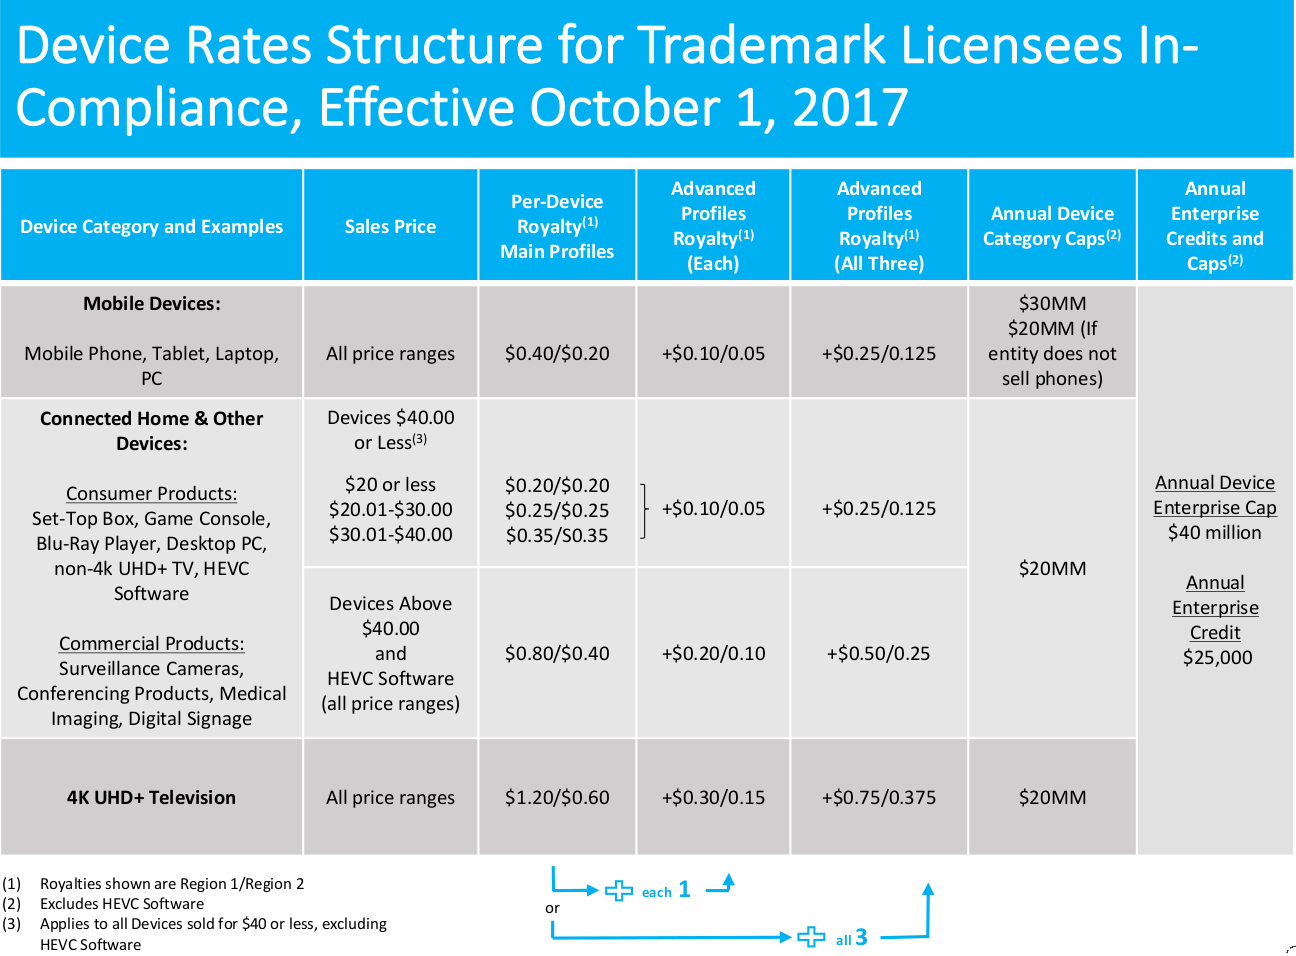 Device Rates Structure for Trademark Licensees In-
Compliance, Effective October 1, 2017
Device Category and Examples
Sales Price
Per-Device
Royalty(1)
Main Profiles
Advanced
Profiles
Royalty(1)
(Each)
Advanced
Profiles
Royalty(1)
(All Three)
Annual Device
Category Caps(2)
Annual
Enterprise
Credits and
Caps(2)
Mobile Devices:
Mobile Phone, Tablet, Laptop,
PC
All price ranges
$0.40/$0.20
+$0.10/0.05
+$0.25/0.125
$30MM
$20MM (If
entity does not
sell phones)
Connected Home & Other
Devices:
Consumer Products:
Set-Top Box, Game Console,
Blu-Ray Player, Desktop PC,
non-4k UHD+ TV, HEVC
Software
Commercial Products:
Surveillance Cameras,
Conferencing Products, Medical
Imaging, Digital Signage
Devices $40.00
or Less(3)
$20 or less
$20.01-$30.00
$30.01-$40.00
$0.20/$0.20
$0.25/$0.25
$0.35/S0.35
+$0.10/0.05
+$0.25/0.125
Devices Above
$40.00
and
HEVC Software
(all price ranges)
$0.80/$0.40
+$0.20/0.10
+$0.50/0.25
$20MM
Annual Device
Enterprise Cap
$40 million
Annual
Enterprise
Credit
$25,000
4K UHD+ Television
All price ranges
$1.20/$0.60
+$0.30/0.15
+$0.75/0.375
$20MM
(1) Royalties shown are Region 1/Region 2
(2) Excludes HEVC Software
(3) Applies to all Devices sold for $40 or less, excluding
HEVC Software
each 1
or
all 3